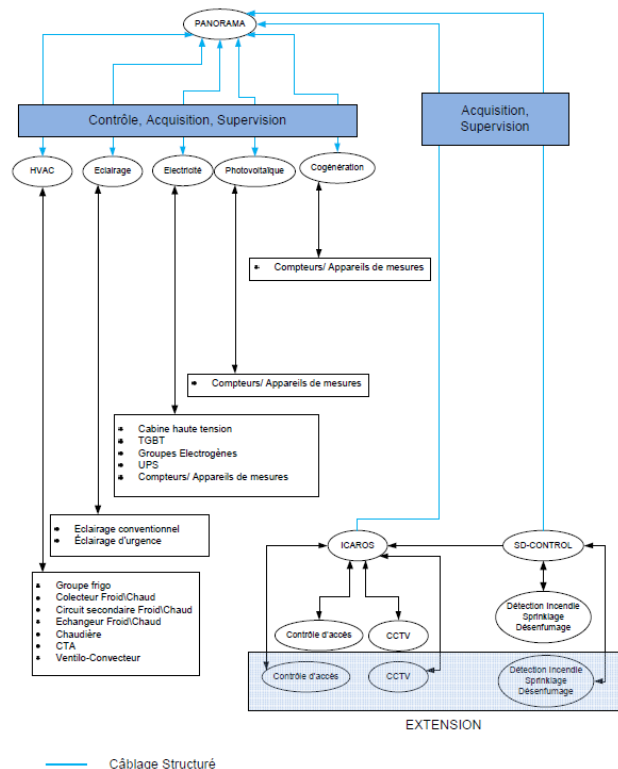 PANORAMA
Contrôle, Acquisition, Supervision
Acquisition,
Supervision
HVAC
Eclairage
Electricité
Photovoltaïque
Cogénération
Compteurs/ Appareils de mesures
Compteurs/ Appareils de mesures
Cabine haute tension
TGBT
Groupes Electrogènes
UPS
Compteurs/ Appareils de mesures
Eclairage conventionnel
Éclairage d'urgence
Groupe frigo
Colecteur Froid\Chaud
Circuit secondaire Froid\Chaud
Echangeur Froid\Chaud
Chaudière
CTA
Ventilo-Convecteur
ICAROS
SD-CONTROL
Contrôle d'accès
CCTV
Détection Incendie
Sprinklage
Désenfumage
Contrôle d'accès
CCTV
Détection Incendie
Sprinklage
Désenfumage
EXTENSION
Câblage Structuré